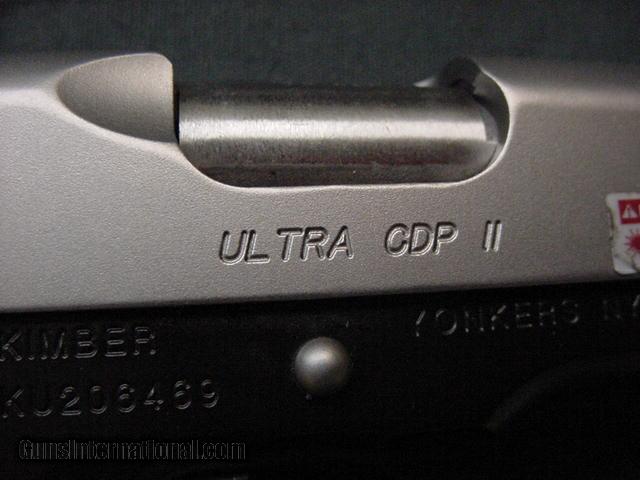 ULTRA CDP II
YONKERS
KIMBER
KU206469
GunsInternational.com